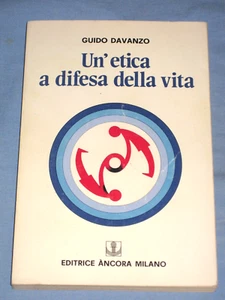 GUIDO DAVANZO
Un'etica
a difesa della vita
EDITRICE ÀNCORA MILANO